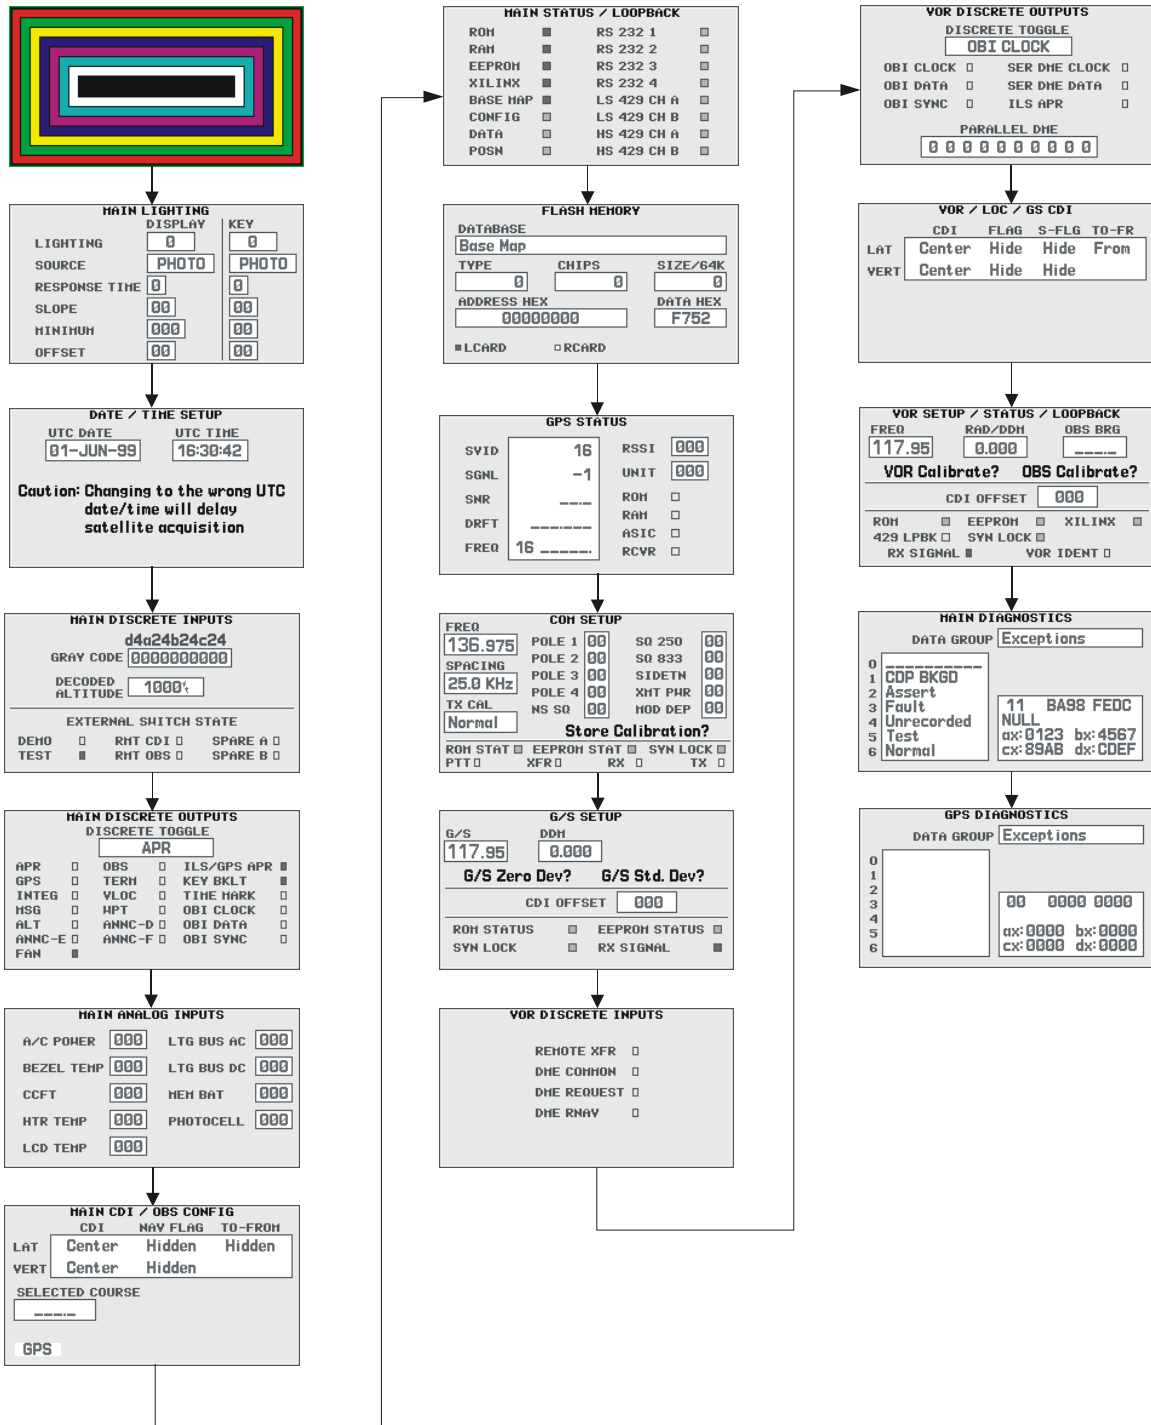 MAIN LIGHTING
DISPLAY KEY
LIGHTING 0 0
SOURCE PHOTO PHOTO
RESPONSE TIME 0 0
SLOPE 00 00
MINIMUM 000 00
OFFSET 00 00
DATE / TIME SETUP
UTC DATE UTC TIME
01-JUN-99 16:30:42
Caution: Changing to the wrong UTC
date/time will delay
satellite acquisition
MAIN DISCRETE INPUTS
d4a24b24c24
GRAY CODE 0000000000
DECODED
ALTITUDE 1000ft
EXTERNAL SWITCH STATE
DEMO RMT CDI SPARE A
TEST RMT OBS SPARE B
MAIN DISCRETE OUTPUTS
DISCRETE TOGGLE
APR
APR OBS ILS/GPS APR
GPS TERM KEY BKLT
INTEG VLOC TIME MARK
MSG WPT OBI CLOCK
ALT ANNC-D OBI DATA
ANNC-E ANNC-F OBI SYNC
FAN
MAIN ANALOG INPUTS
A/C POWER 000 LTG BUS AC 000
BEZEL TEMP 000 LTG BUS DC 000
CCFT 000 MEM BAT 000
HTR TEMP 000 PHOTOCELL 000
LCD TEMP 000
MAIN CDI / OBS CONFIG
CDI NAV FLAG TO-FROM
LAT Center Hidden Hidden
VERT Center Hidden
SELECTED COURSE
___._
GPS
MAIN STATUS / LOOPBACK
ROM RS 232 1
RAM RS 232 2
EEPROM RS 232 3
XILINX RS 232 4
BASE MAP LS 429 CH A
CONFIG LS 429 CH B
DATA HS 429 CH A
POSN HS 429 CH B
FLASH MEMORY
DATABASE
Base Map
TYPE CHIPS SIZE/64K
0 0 0
ADDRESS HEX DATA HEX
00000000 F752
LCARD RCARD
GPS STATUS
SVID 16 RSSI 000
SGNL -1 UNIT 000
SNR __._ ROM
RAM
DRFT ___.___ ASIC
FREQ 16 _____. RCVR
COM SETUP
FREQ
136.975 POLE 1 00 SQ 250 00
SPACING POLE 2 00 SQ 833 00
25.0 KHz POLE 3 00 SIDETN 00
TX CAL POLE 4 00 XMT PWR 00
Normal NS SQ 00 MOD DEP 00
Store Calibration?
ROM STAT EEPROM STAT SYN LOCK
PTT XFR RX TX
G/S SETUP
G/S DDM
117.95 0.000
G/S Zero Dev? G/S Std. Dev?
CDI OFFSET 000
ROM STATUS EEPROM STATUS
SYN LOCK RX SIGNAL
VOR DISCRETE INPUTS
REMOTE XFR
DME COMMON
DME REQUEST
DME RNAV
VOR DISCRETE OUTPUTS
DISCRETE TOGGLE
OBI CLOCK
OBI CLOCK SER DME CLOCK
OBI DATA SER DME DATA
OBI SYNC ILS APR
PARALLEL DME
0 0 0 0 0 0 0 0 0 0
VOR / LOC / GS CDI
CDI FLAG S-FLG TO-FR
LAT Center Hide Hide From
VERT Center Hide Hide
VOR SETUP / STATUS / LOOPBACK
FREQ RAD/DDM OBS BRG
117.95 0.000 ___._
VOR Calibrate? OBS Calibrate?
CDI OFFSET 000
ROM EEPROM XILINX
429 LPBK SYN LOCK
RX SIGNAL VOR IDENT
MAIN DIAGNOSTICS
DATA GROUP Exceptions
0 __________
1 CDP BKGD
2 Assert
3 Fault 11 BA98 FEDC
4 Unrecorded NULL
5 Test ax:0123 bx:4567
6 Normal cx:89AB dx:CDEF
GPS DIAGNOSTICS
DATA GROUP Exceptions
0
1
2
3 00 0000 0000
4
5 ax:0000 bx:0000
6 cx:0000 dx:0000